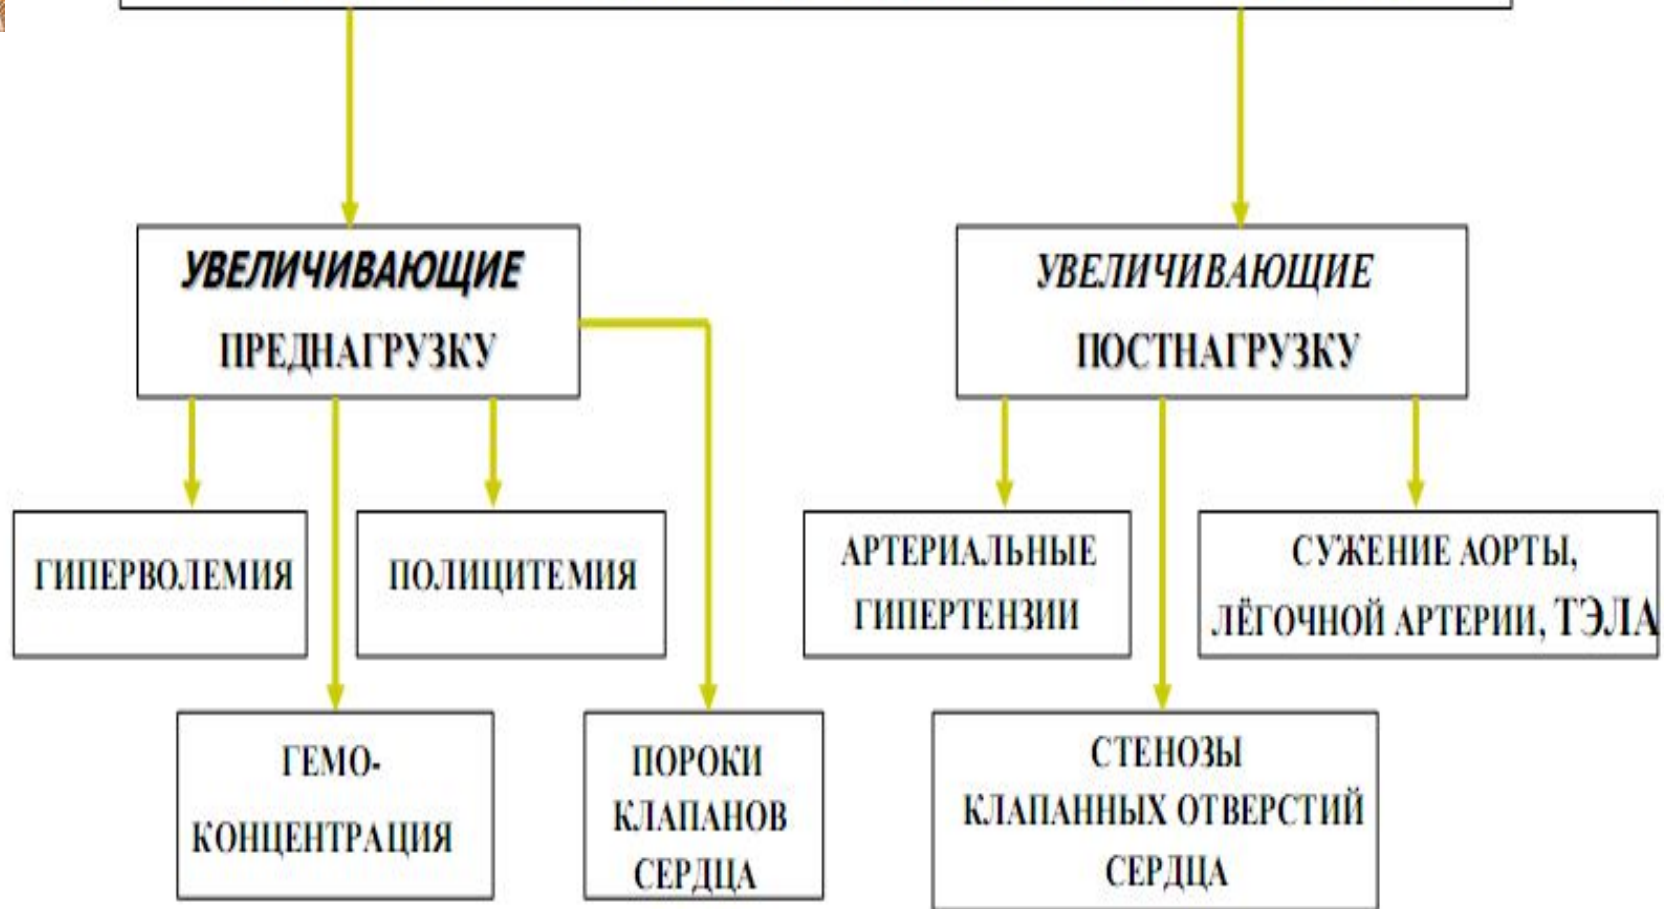 УВЕЛИЧИВАЮЩИЕ
ПРЕДНАГРУЗКУ
УВЕЛИЧИВАЮЩИЕ
ПОСТНАГРУЗКУ
ГИПЕРВОЛЕМИЯ
ПОЛИЦИТЕМИЯ
АРТЕРИАЛЬНЫЕ
ГИПЕРТЕНЗИИ
СУЖЕНИЕ АОРТЫ,
ЛЁГОЧНОЙ АРТЕРИИ, ТЭЛА
ГЕМО-
КОНЦЕНТРАЦИЯ
ПОРОКИ
КЛАПАНОВ
СЕРДЦА
СТЕНОЗЫ
КЛАПАННЫХ ОТВЕРСТИЙ
СЕРДЦА